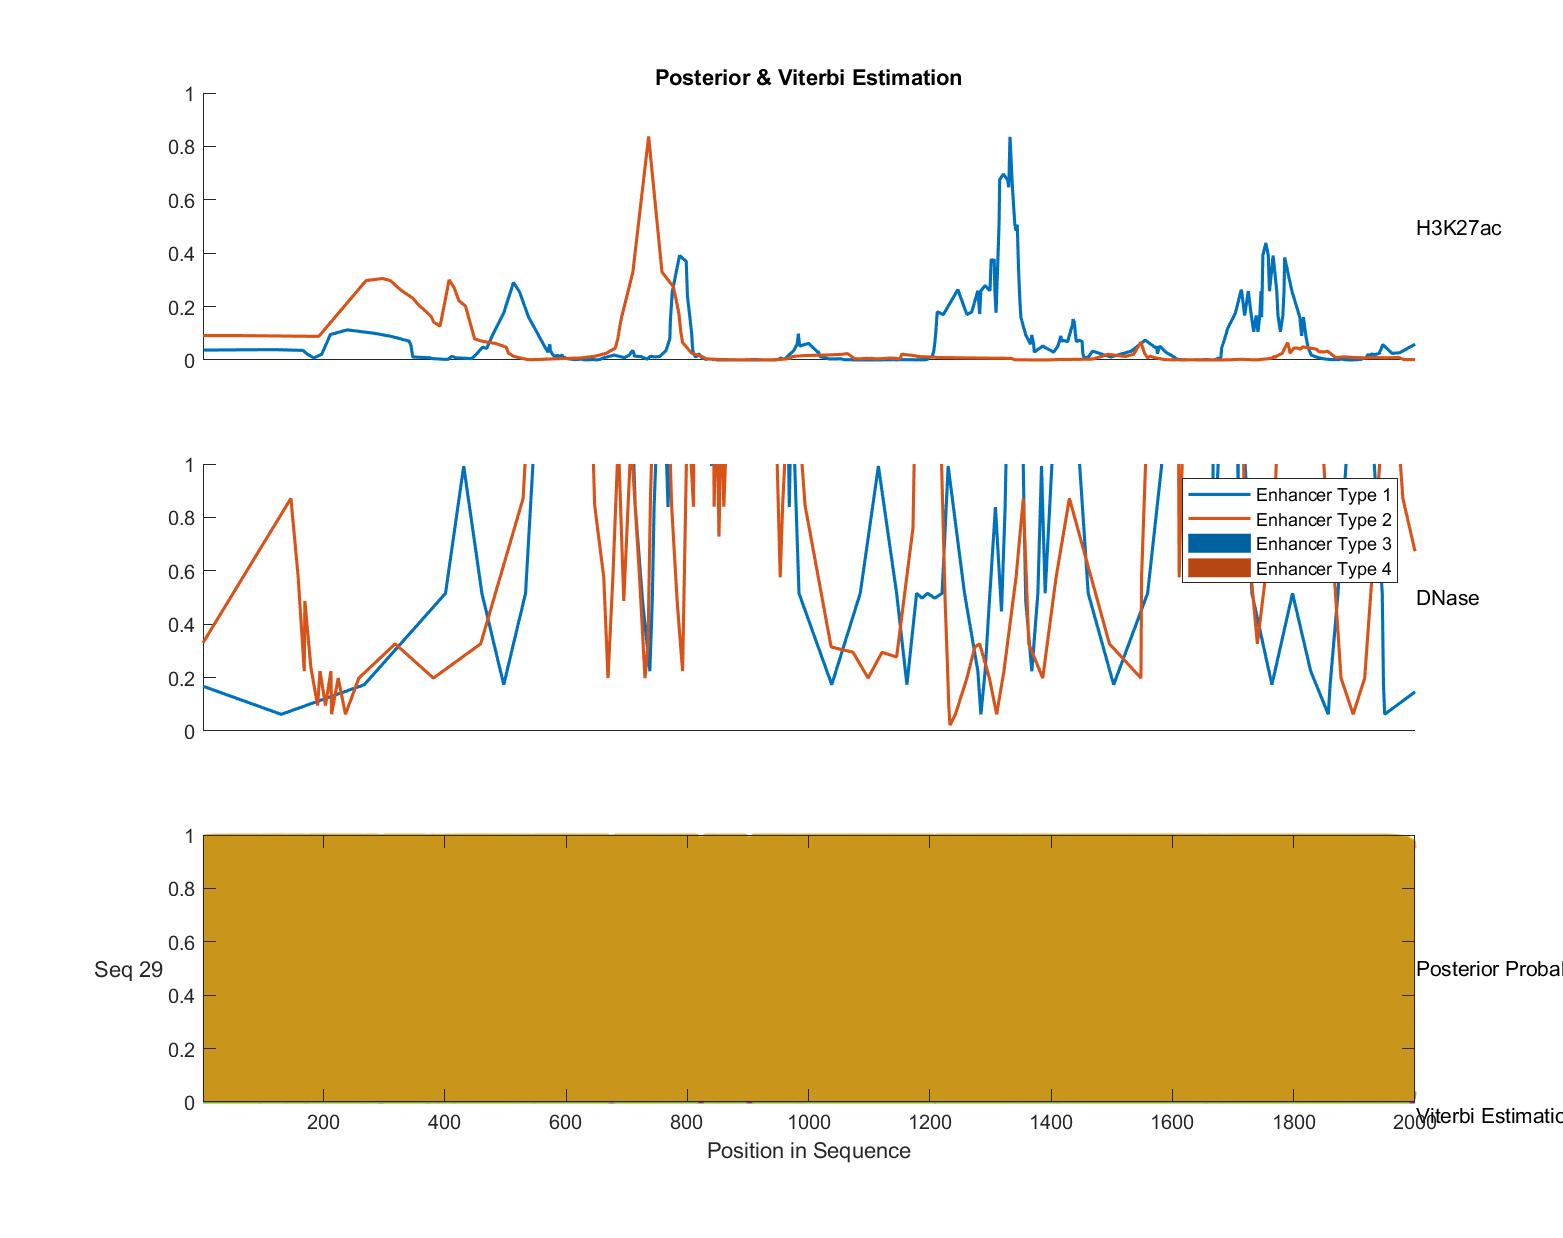 Posterior & Viterbi Estimation
1
0.8
0.6
0.4
0.2
0
H3K27ac
1
0.8
0.6
0.4
0.2
0
Enhancer Type 1
Enhancer Type 2
Enhancer Type 3
Enhancer Type 4
DNase
1
0.8
0.6
0.4
0.2
0
Seq 29
Posterior Probal
Viterbi Estimatio
200 400 600 800 1000 1200 1400 1600 1800 2000
Position in Sequence